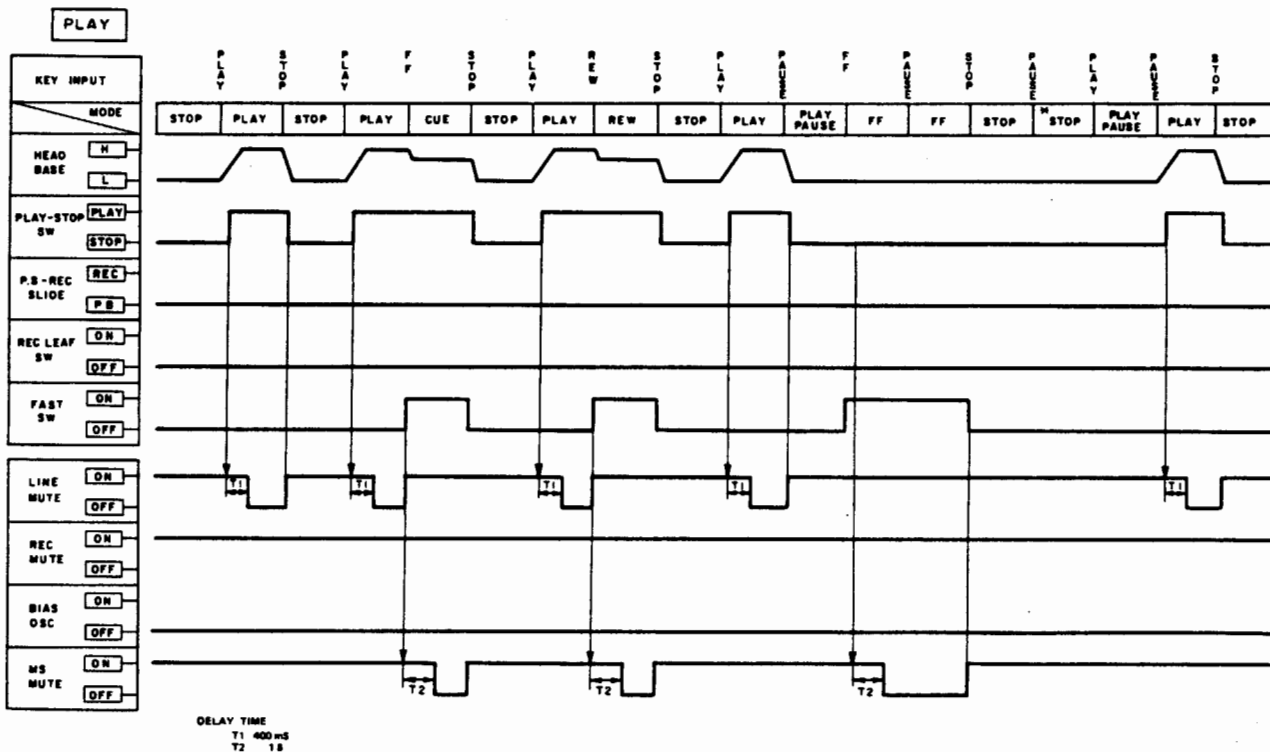 PLAY
KEY INPUT
PLAY STOP PLAY FF STOP PLAY REW STOP PLAY PAUSE FF PAUSE STOP PAUSE PLAY PAUSE STOP
MODE
STOP PLAY STOP PLAY CUE STOP PLAY REW STOP PLAY PLAY PAUSE FF FF STOP *STOP PLAY PAUSE PLAY STOP
HEAD BASE
H
L
PLAY-STOP SW
PLAY
STOP
P.B-REC SLIDE
REC
PB
REC LEAF SW
ON
OFF
FAST SW
ON
OFF
LINE MUTE
ON
OFF
T1 T1 T1 T1 T1
REC MUTE
ON
OFF
BIAS OSC
ON
OFF
MS MUTE
ON
OFF
T2 T2 T2
DELAY TIME
T1 400mS
T2 1S